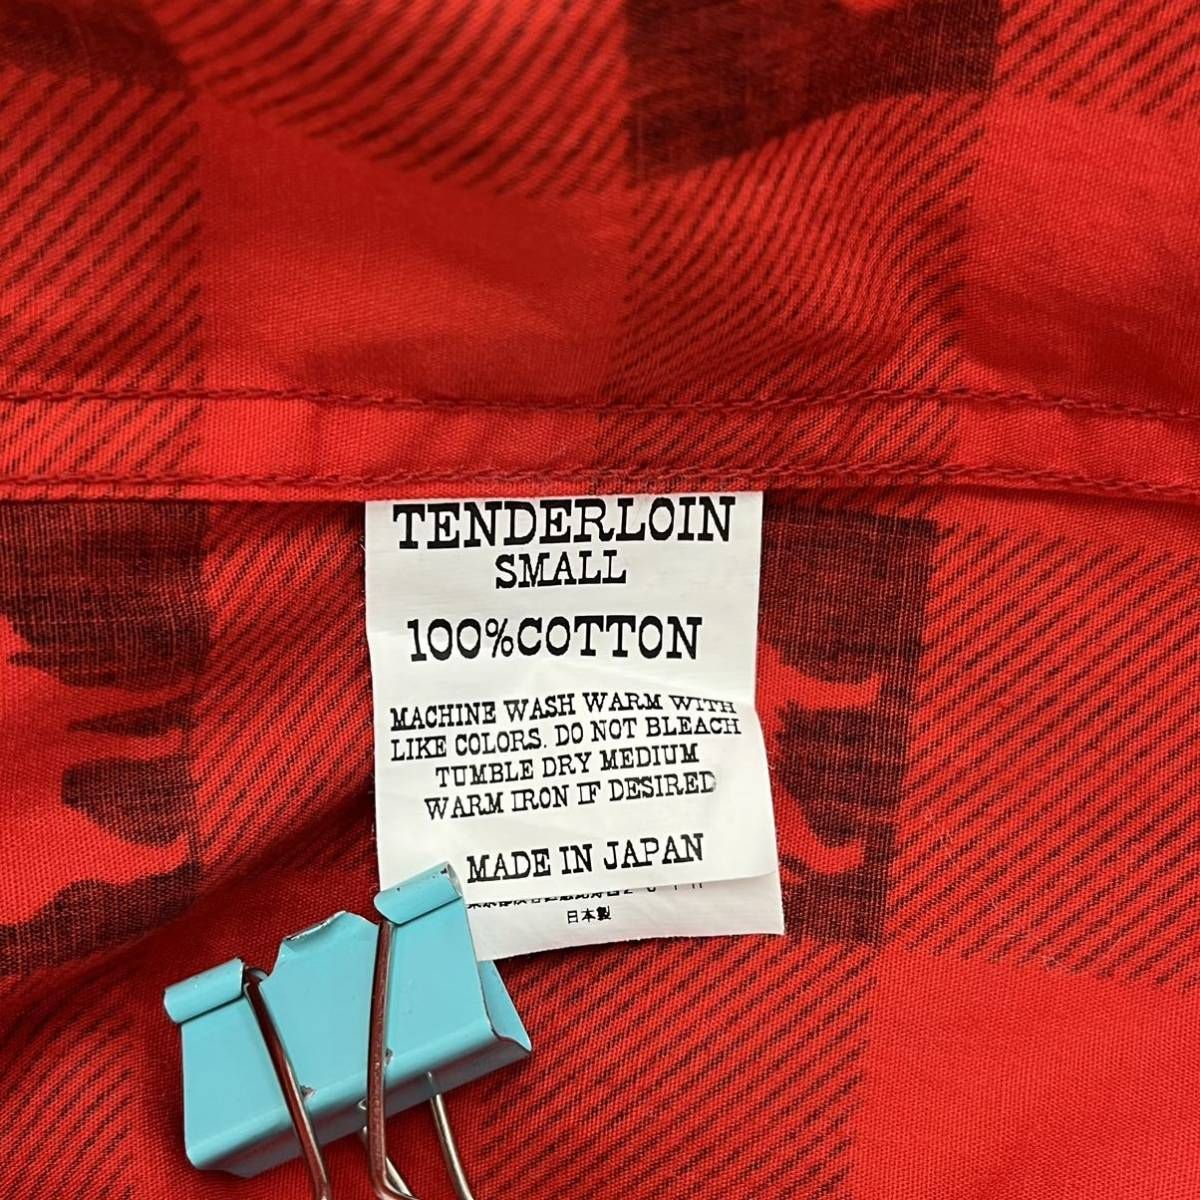 TENDERLOIN
SMALL
100%COTTON
MACHINE WASH WARM WITH
LIKE COLORS. DO NOT BLEACH
TUMBLE DRY MEDIUM
WARM IRON IF DESIRED
MADE IN JAPAN
日本製